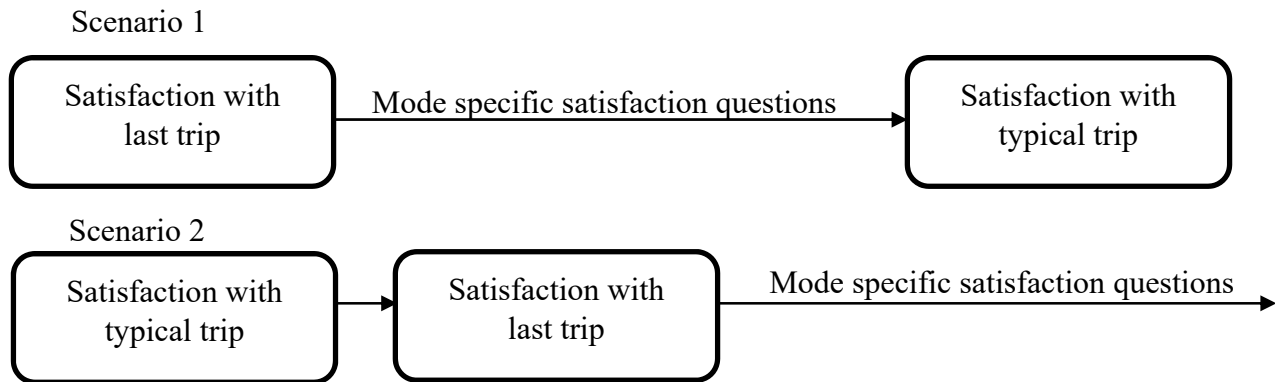 Scenario 1
Satisfaction with
last trip
Mode specific satisfaction questions
Satisfaction with
typical trip
Scenario 2
Satisfaction with
typical trip
Satisfaction with
last trip
Mode specific satisfaction questions